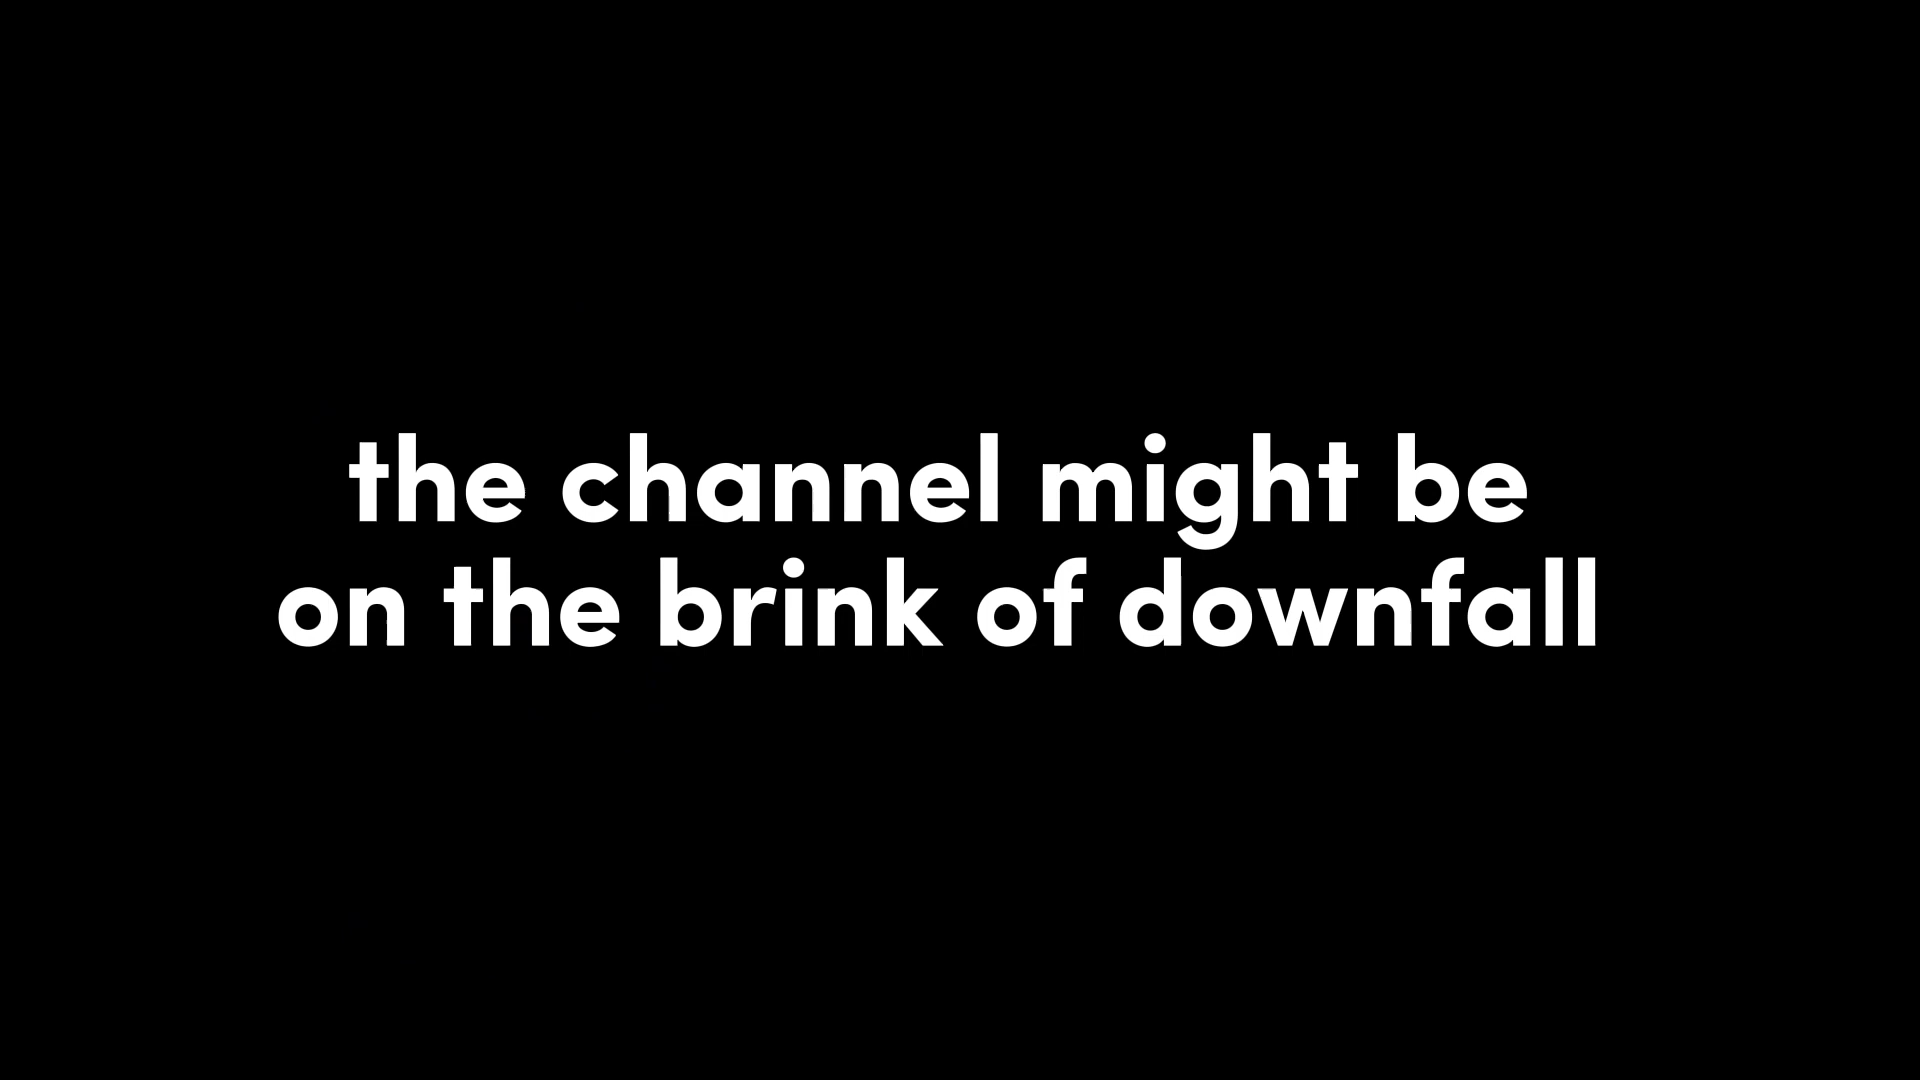 the channel might be
on the brink of downfall